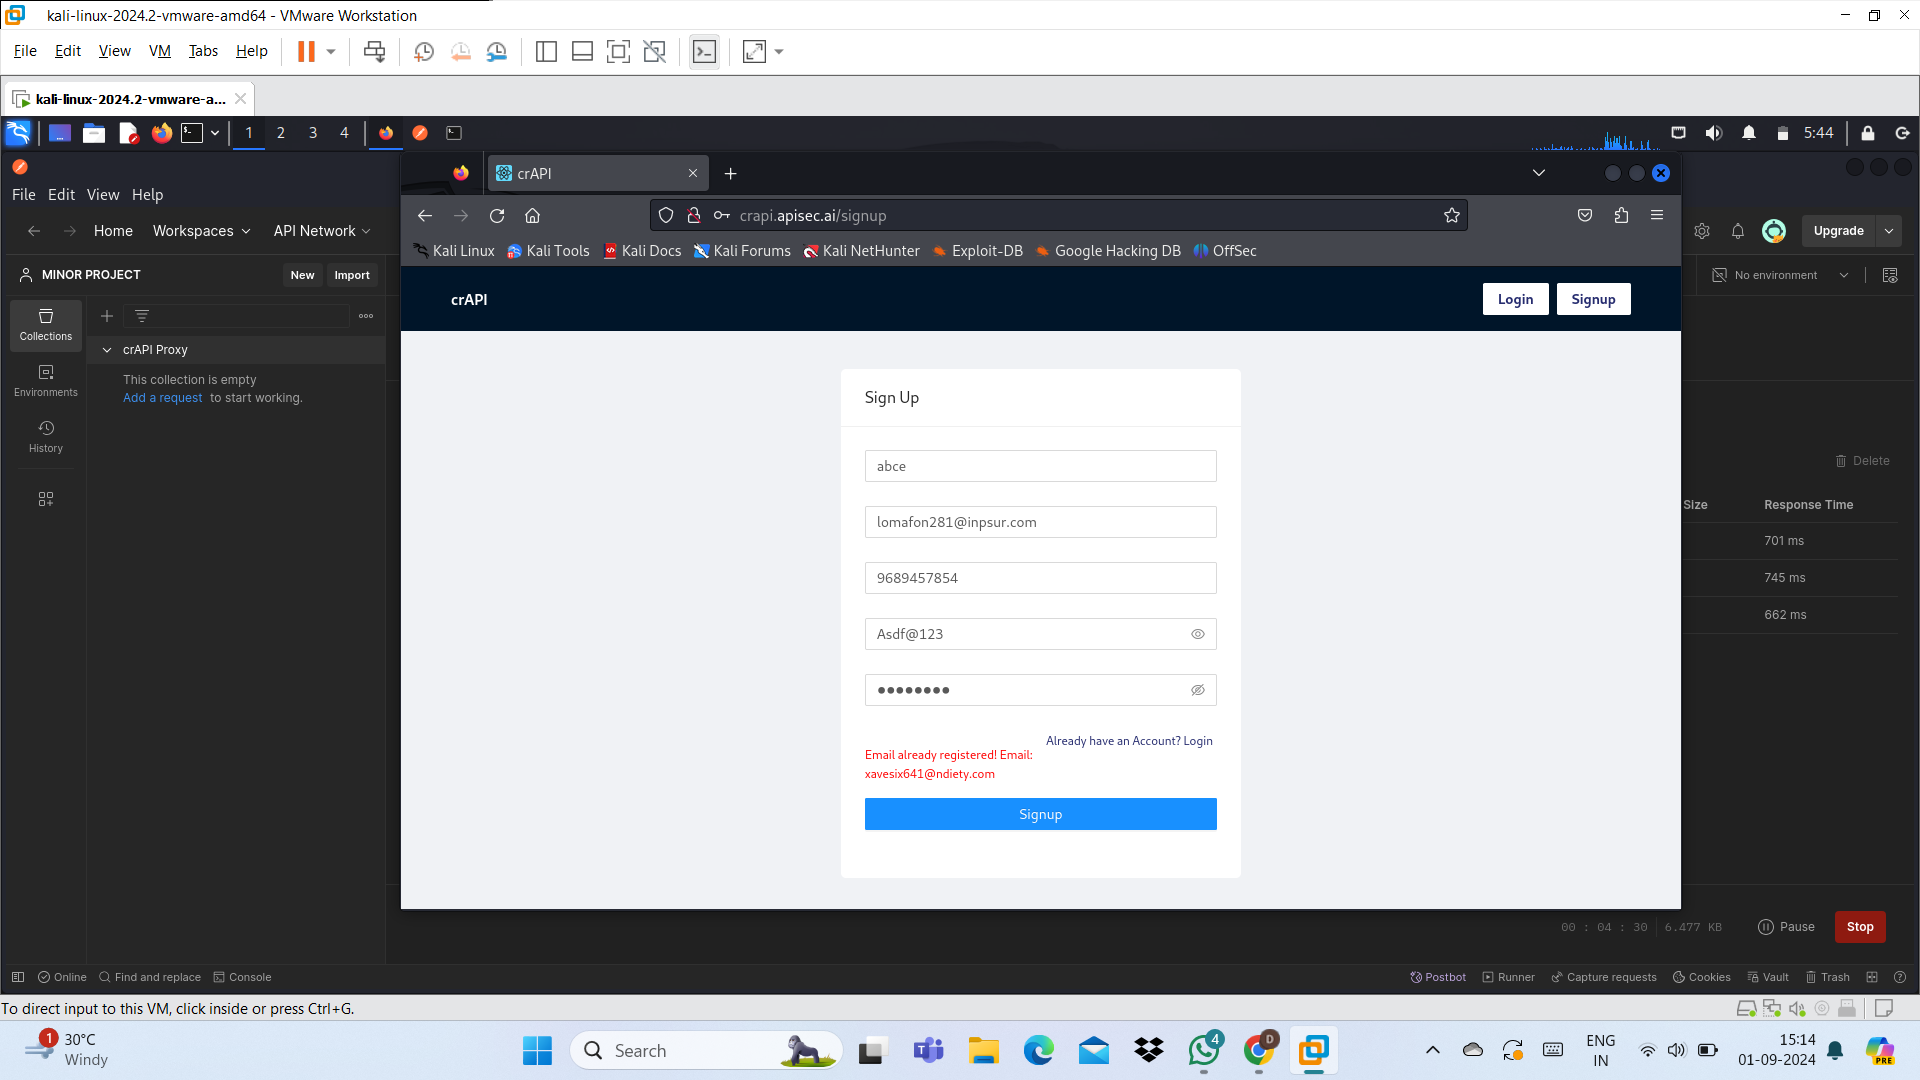 kali-linux-2024.2-vmware-amd64 - VMware Workstation
File Edit View VM Tabs Help
kali-linux-2024.2-vmware-a...
1 2 3 4
5:44
crAPI
File Edit View Help
crapi.apisec.ai/signup
Home Workspaces API Network
Upgrade
Kali Linux Kali Tools Kali Docs Kali Forums Kali NetHunter Exploit-DB Google Hacking DB OffSec
MINOR PROJECT
New Import
No environment
crAPI
Login Signup
Collections
crAPI Proxy
This collection is empty
Add a request to start working.
Environments
History
Sign Up
abce
lomafon281@inpsur.com
9689457854
Asdf@123
Already have an Account? Login
Email already registered! Email:
xavesix641@ndiety.com
Signup
Delete
Size Response Time
701 ms
745 ms
662 ms
00 : 04 : 30 6.477 KB Pause Stop
Online Find and replace Console
Postbot Runner Capture requests Cookies Vault Trash
To direct input to this VM, click inside or press Ctrl+G.
1
30°C
Windy
Search
4
D
ENG
IN
15:14
01-09-2024
PRE